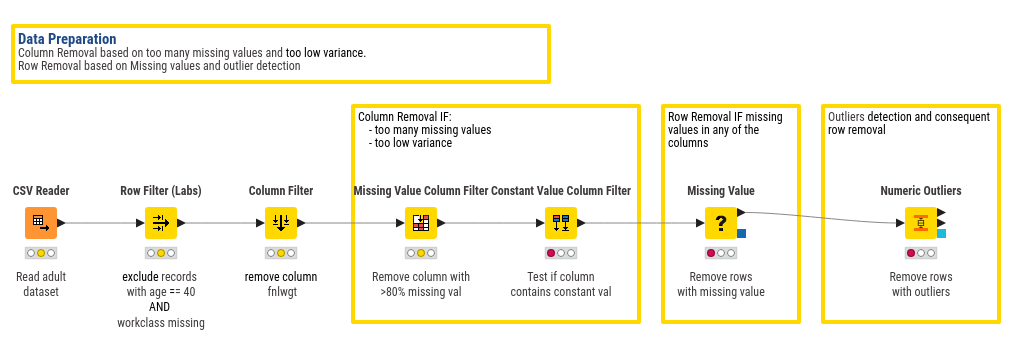 Data Preparation
Column Removal based on too many missing values and too low variance.
Row Removal based on Missing values and outlier detection
Column Removal IF:
- too many missing values
- too low variance
Row Removal IF missing
values in any of the
columns
Outliers detection and consequent
row removal
CSV Reader
Row Filter (Labs)
Column Filter
Missing Value Column Filter
Constant Value Column Filter
Missing Value
Numeric Outliers
?
Read adult
dataset
exclude records
with age == 40
AND
workclass missing
remove column
fnlwgt
Remove column with
>80% missing val
Test if column
contains constant val
Remove rows
with missing value
Remove rows
with outliers